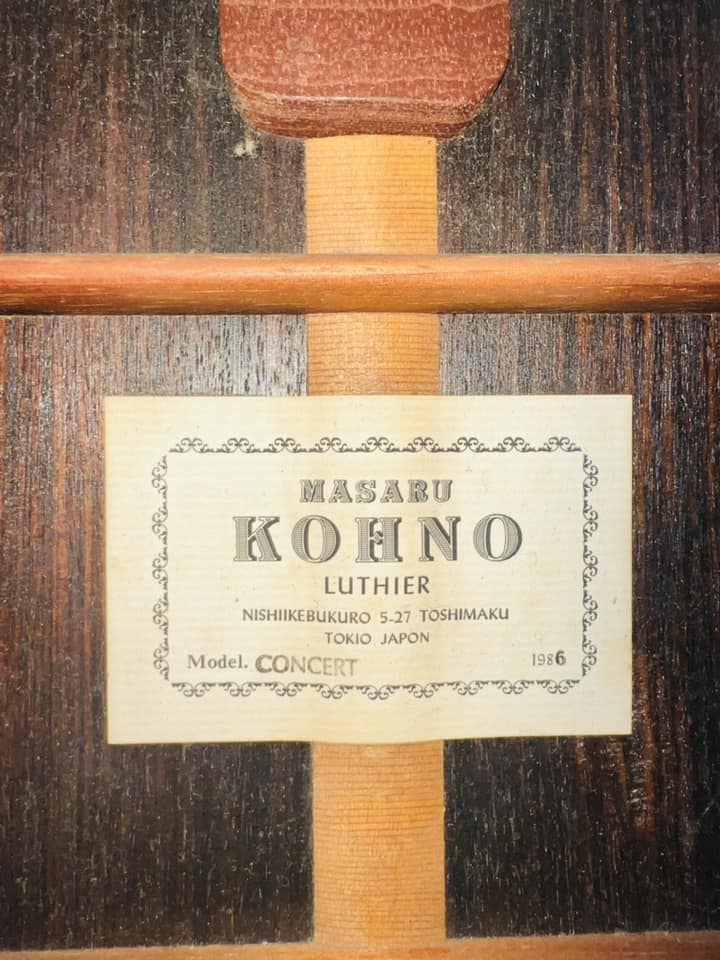 MASARU
KOHNO
LUTHIER
NISHIIKEBUKURO 5-27 TOSHIMAKU
TOKIO JAPON
Model. CONCERT 1986